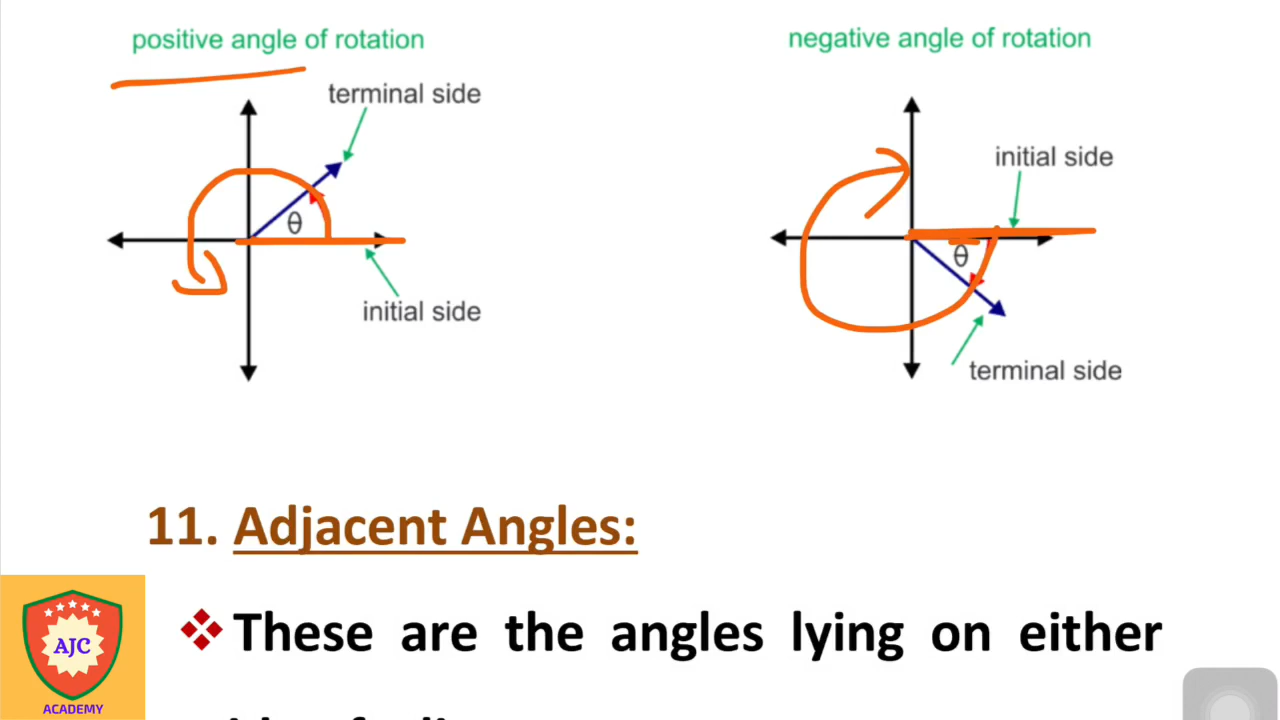 positive angle of rotation
negative angle of rotation
terminal side
initial side
θ
θ
initial side
terminal side
11. Adjacent Angles:
❖ These are the angles lying on either
AJC
ACADEMY